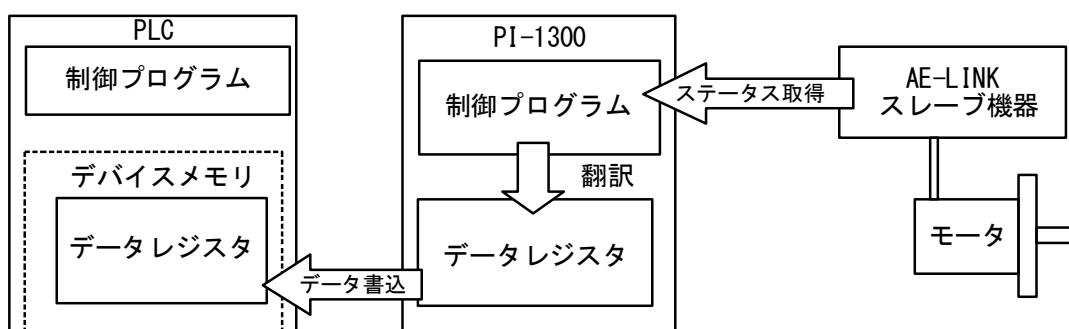 PLC
制御プログラム
デバイスメモリ
データレジスタ
データ書込
PI-1300
制御プログラム
翻訳
データレジスタ
ステータス取得
AE-LINK
スレーブ機器
モータ